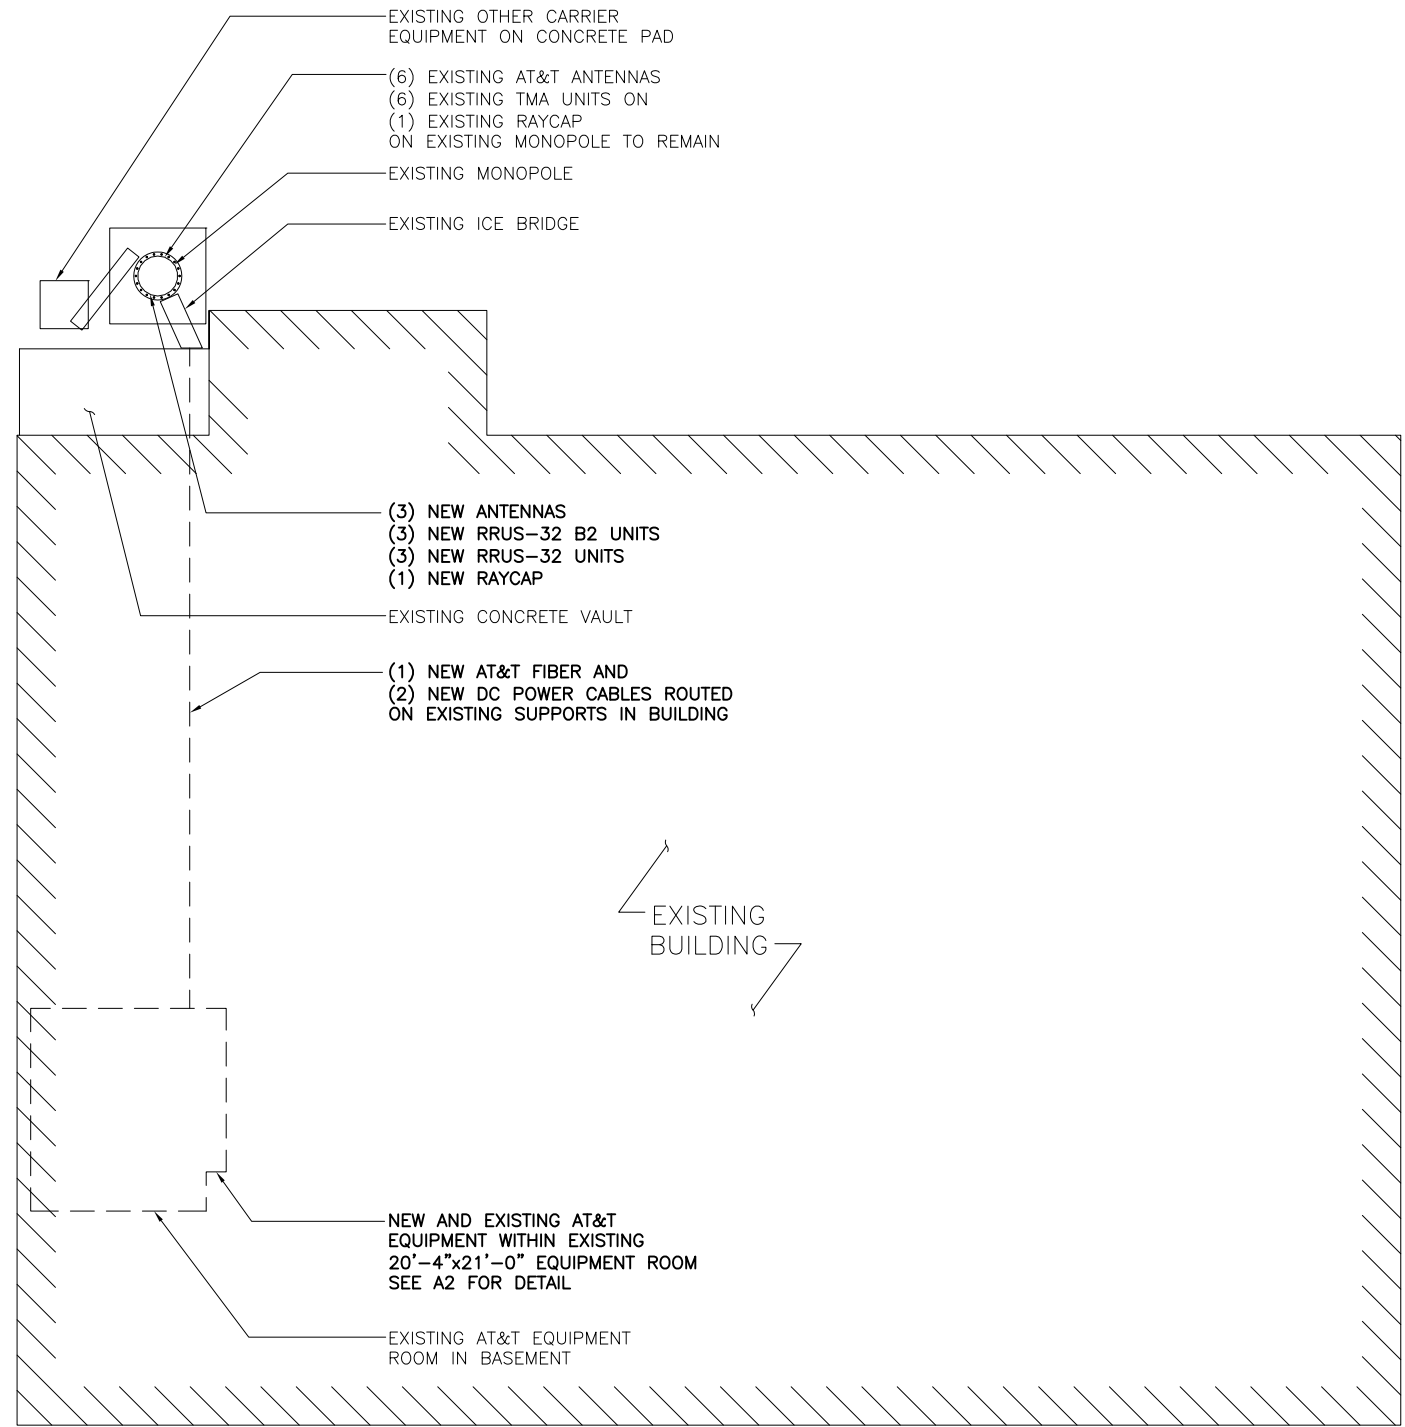 EXISTING OTHER CARRIER
EQUIPMENT ON CONCRETE PAD
(6) EXISTING AT&T ANTENNAS
(6) EXISTING TMA UNITS ON
(1) EXISTING RAYCAP
ON EXISTING MONOPOLE TO REMAIN
EXISTING MONOPOLE
EXISTING ICE BRIDGE
(3) NEW ANTENNAS
(3) NEW RRUS-32 B2 UNITS
(3) NEW RRUS-32 UNITS
(1) NEW RAYCAP
EXISTING CONCRETE VAULT
(1) NEW AT&T FIBER AND
(2) NEW DC POWER CABLES ROUTED
ON EXISTING SUPPORTS IN BUILDING
EXISTING
BUILDING
NEW AND EXISTING AT&T
EQUIPMENT WITHIN EXISTING
20'-4"x21'-0" EQUIPMENT ROOM
SEE A2 FOR DETAIL
EXISTING AT&T EQUIPMENT
ROOM IN BASEMENT